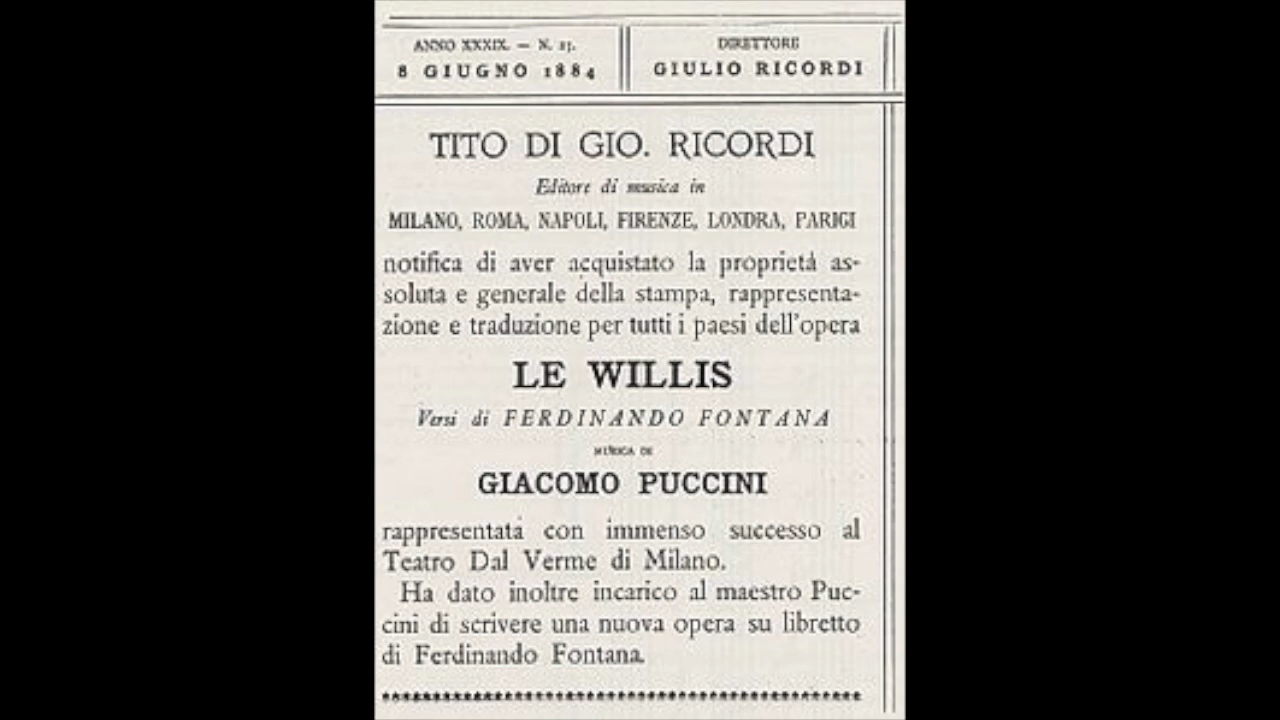 ANNO XXXIX. — N. 23.
8 GIUGNO 1884
DIRETTORE
GIULIO RICORDI
TITO DI GIO. RICORDI
Editore di musica in
MILANO, ROMA, NAPOLI, FIRENZE, LONDRA, PARIGI
notifica di aver acquistato la proprietà as-
soluta e generale della stampa, rappresenta-
zione e traduzione per tutti i paesi dell'opera
LE WILLIS
Versi di FERDINANDO FONTANA
MUSICA DI
GIACOMO PUCCINI
rappresentata con immenso successo al
Teatro Dal Verme di Milano.
Ha dato inoltre incarico al maestro Puc-
cini di scrivere una nuova opera su libretto
di Ferdinando Fontana.